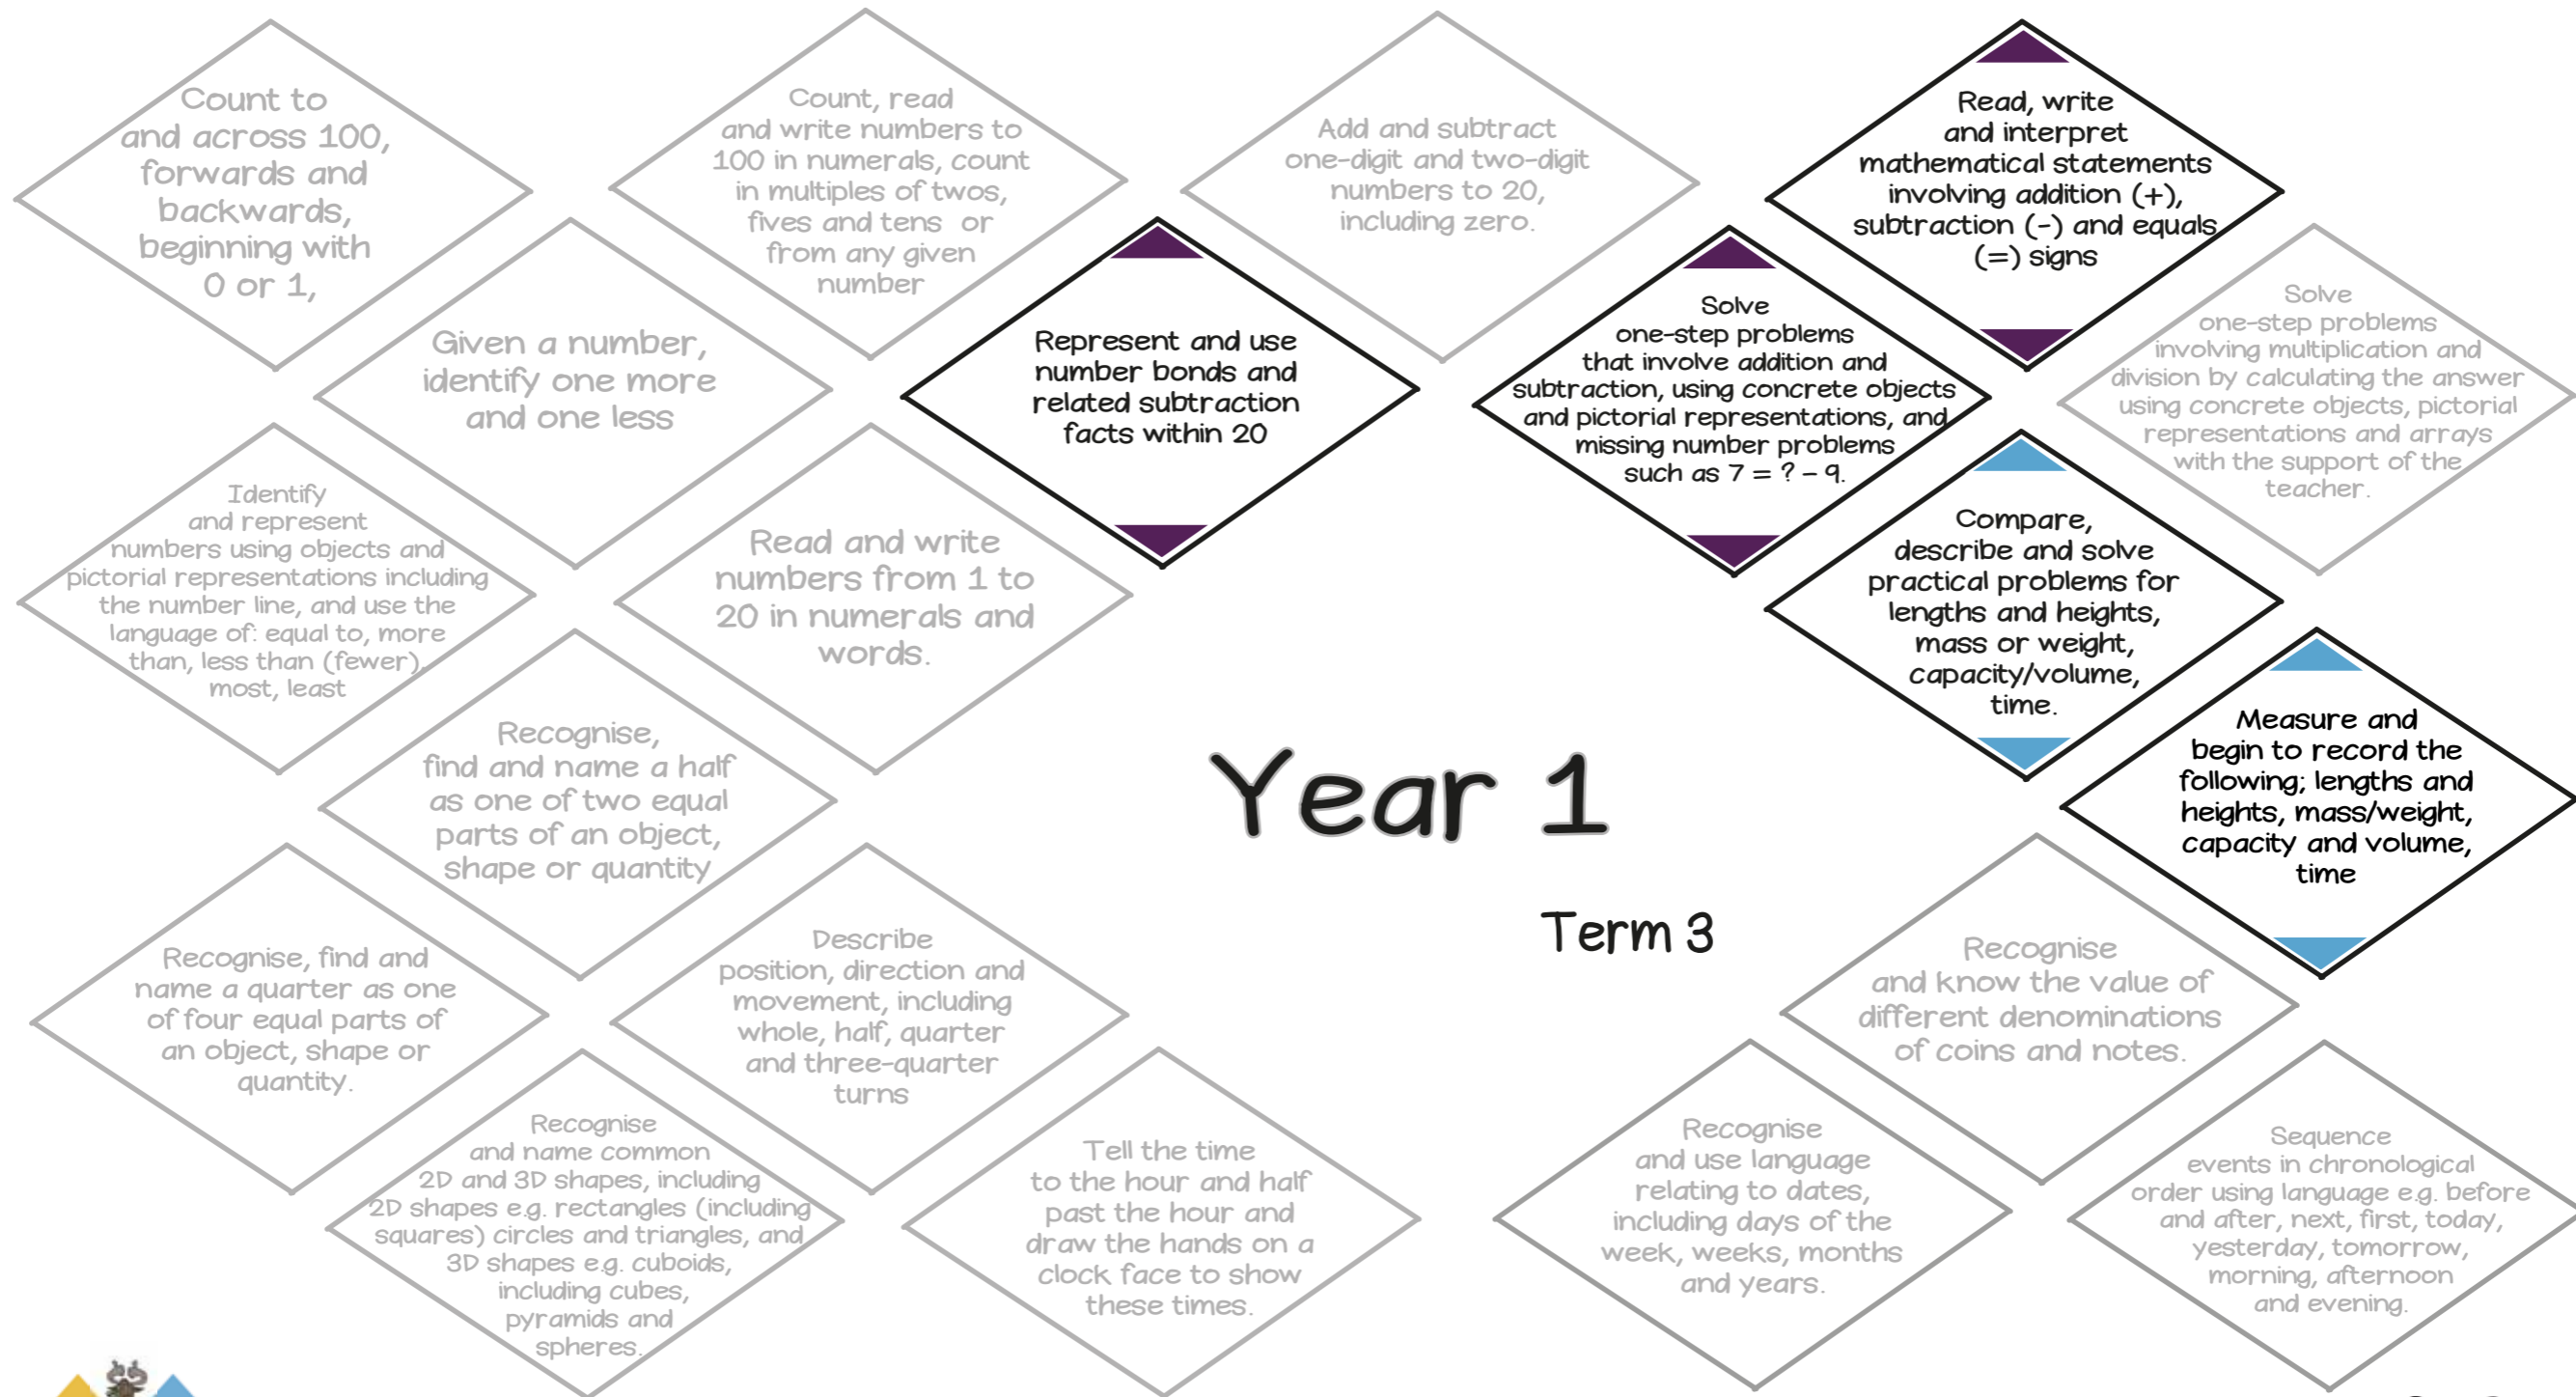 Count to
and across 100,
forwards and
backwards,
beginning with
0 or 1,
Count, read
and write numbers to
100 in numerals, count
in multiples of twos,
fives and tens or
from any given
number
Add and subtract
one-digit and two-digit
numbers to 20,
including zero.
Read, write
and interpret
mathematical statements
involving addition (+),
subtraction (-) and equals
(=) signs
Given a number,
identify one more
and one less
Represent and use
number bonds and
related subtraction
facts within 20
Solve
one-step problems
that involve addition and
subtraction, using concrete objects
and pictorial representations, and
missing number problems
such as 7 = ? – 9.
Solve
one-step problems
involving multiplication and
division by calculating the answer
using concrete objects, pictorial
representations and arrays
with the support of the
teacher.
Identify
and represent
numbers using objects and
pictorial representations including
the number line, and use the
language of: equal to, more
than, less than (fewer),
most, least
Read and write
numbers from 1 to
20 in numerals and
words.
Compare,
describe and solve
practical problems for
lengths and heights,
mass or weight,
capacity/volume,
time.
Recognise,
find and name a half
as one of two equal
parts of an object,
shape or quantity
Year 1
Term 3
Measure and
begin to record the
following; lengths and
heights, mass/weight,
capacity and volume,
time
Recognise, find and
name a quarter as one
of four equal parts of
an object, shape or
quantity.
Describe
position, direction and
movement, including
whole, half, quarter
and three-quarter
turns
Recognise
and know the value of
different denominations
of coins and notes.
Recognise
and name common
2D and 3D shapes, including
2D shapes e.g. rectangles (including
squares) circles and triangles, and
3D shapes e.g. cuboids,
including cubes,
pyramids and
spheres.
Tell the time
to the hour and half
past the hour and
draw the hands on a
clock face to show
these times.
Recognise
and use language
relating to dates,
including days of the
week, weeks, months
and years.
Sequence
events in chronological
order using language e.g. before
and after, next, first, today,
yesterday, tomorrow,
morning, afternoon
and evening.